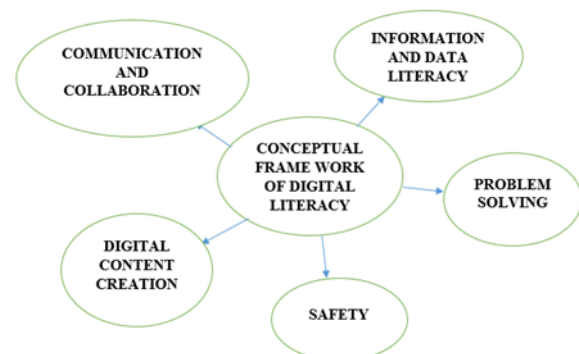 COMMUNICATION
AND
COLLABORATION
INFORMATION
AND DATA
LITERACY
CONCEPTUAL
FRAME WORK
OF DIGITAL
LITERACY
PROBLEM
SOLVING
DIGITAL
CONTENT
CREATION
SAFETY